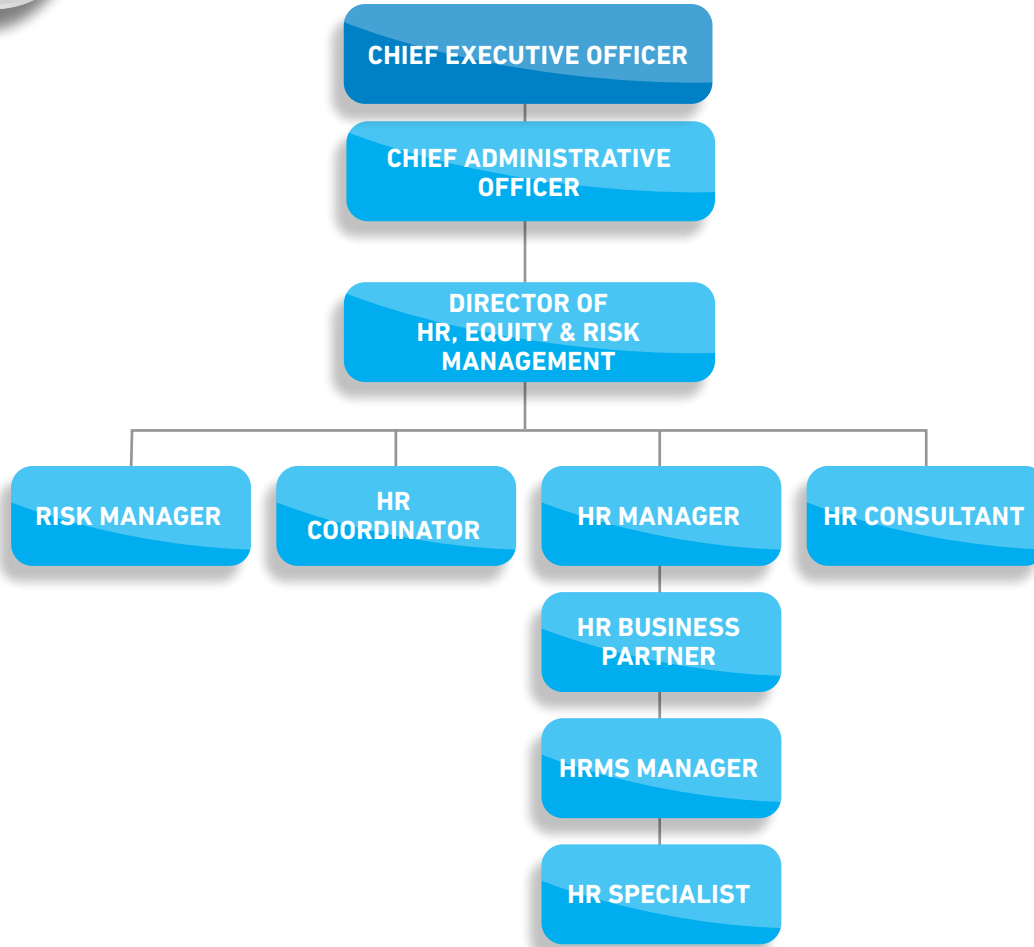 CHIEF EXECUTIVE OFFICER
CHIEF ADMINISTRATIVE
OFFICER
DIRECTOR OF
HR, EQUITY & RISK
MANAGEMENT
RISK MANAGER
HR
COORDINATOR
HR MANAGER
HR CONSULTANT
HR BUSINESS
PARTNER
HRMS MANAGER
HR SPECIALIST